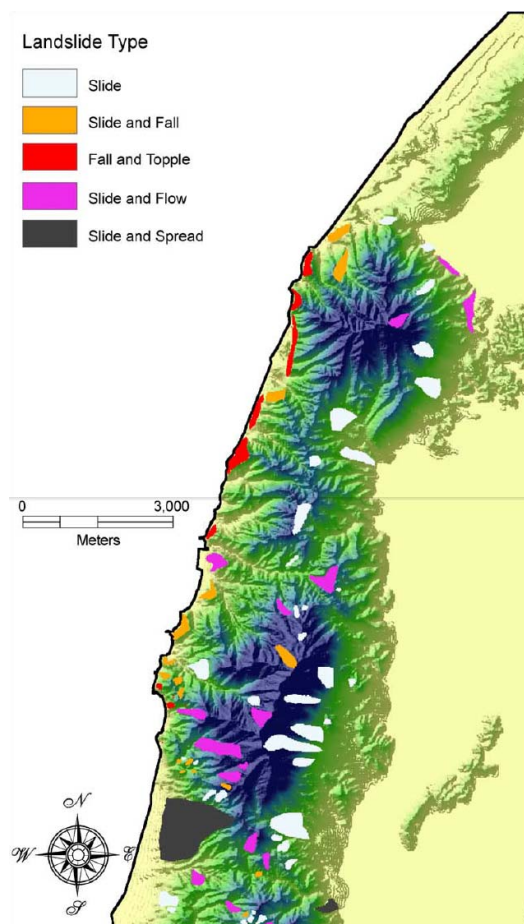 Landslide Type
Slide
Slide and Fall
Fall and Topple
Slide and Flow
Slide and Spread
0 3,000
Meters
N
W E
S